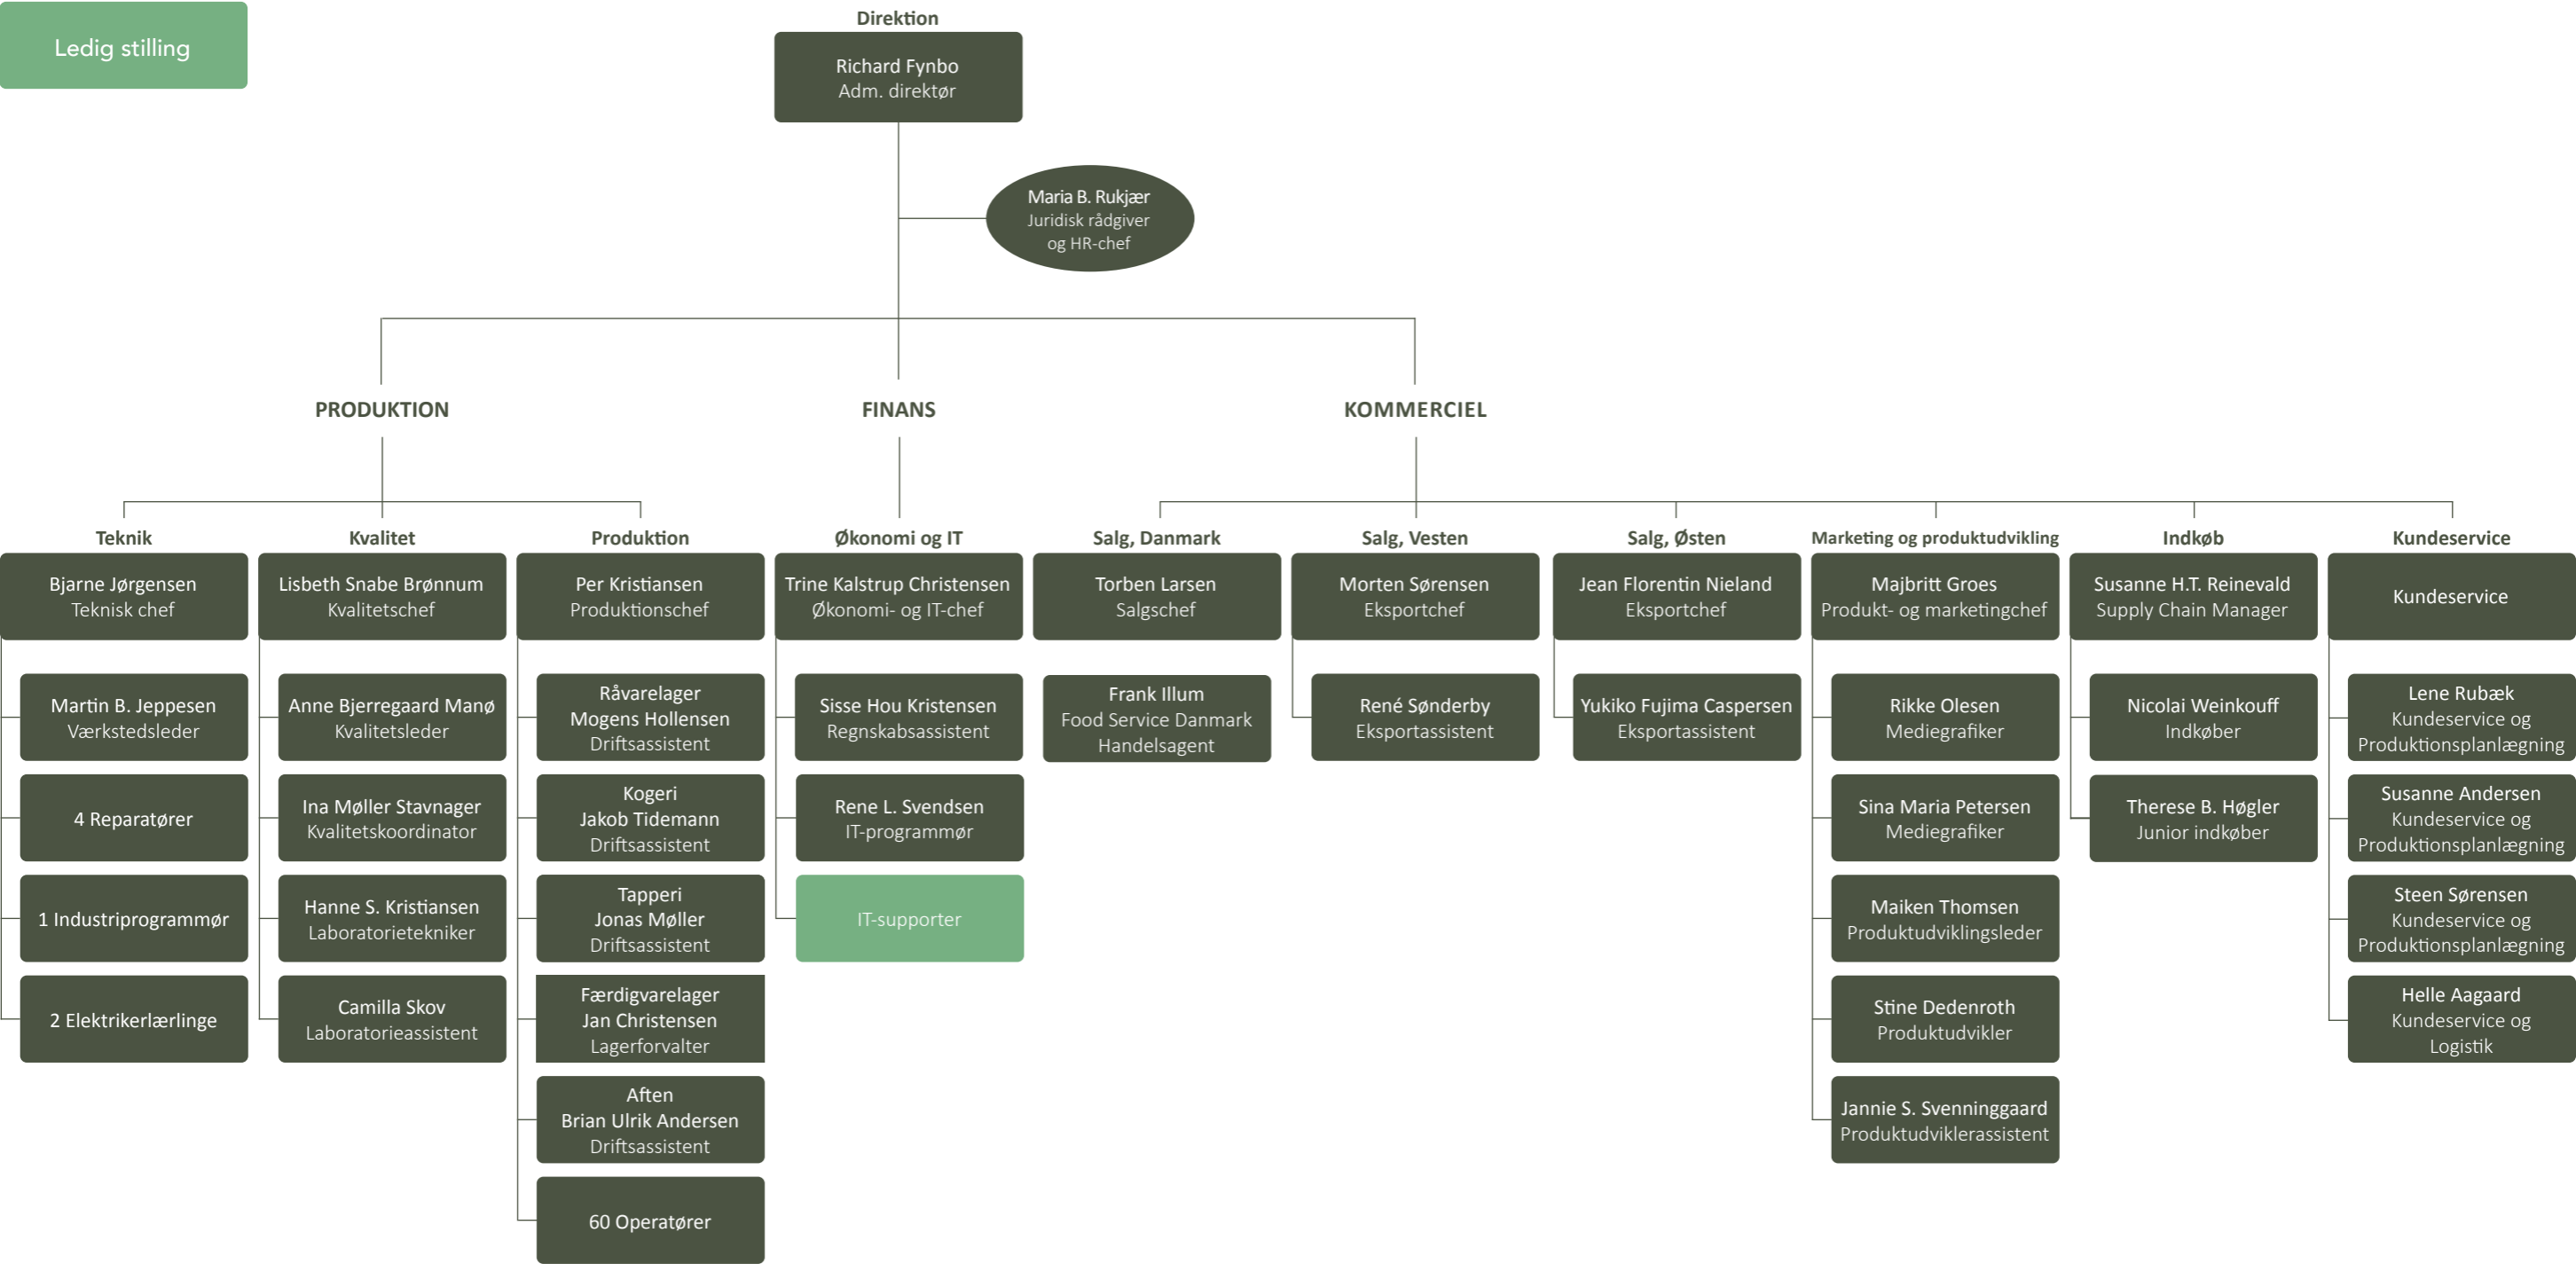 Ledig stilling
Direktion
Richard Fynbo
Adm. direktør
Maria B. Rukjær
Juridisk rådgiver
og HR-chef
PRODUKTION
FINANS
KOMMERCIEL
Teknik
Bjarne Jørgensen
Teknisk chef
Martin B. Jeppesen
Værkstedsleder
4 Reparatører
1 Industriprogrammør
2 Elektrikerlærlinge
Kvalitet
Lisbeth Snabe Brønnum
Kvalitetschef
Anne Bjerregaard Manø
Kvalitetsleder
Ina Møller Stavnager
Kvalitetskoordinator
Hanne S. Kristiansen
Laboratorietekniker
Camilla Skov
Laboratorieassistent
Produktion
Per Kristiansen
Produktionschef
Råvarelager
Mogens Hollensen
Driftsassistent
Kogeri
Jakob Tidemann
Driftsassistent
Tapperi
Jonas Møller
Driftsassistent
Færdigvarelager
Jan Christensen
Lagerforvalter
Aften
Brian Ulrik Andersen
Driftsassistent
60 Operatører
Økonomi og IT
Trine Kalstrup Christensen
Økonomi- og IT-chef
Sisse Hou Kristensen
Regnskabsassistent
Rene L. Svendsen
IT-programmør
IT-supporter
Salg, Danmark
Torben Larsen
Salgschef
Frank Illum
Food Service Danmark
Handelsagent
Salg, Vesten
Morten Sørensen
Eksportchef
René Sønderby
Eksportassistent
Salg, Østen
Jean Florentin Nieland
Eksportchef
Yukiko Fujima Caspersen
Eksportassistent
Marketing og produktudvikling
Majbritt Groes
Produkt- og marketingchef
Rikke Olesen
Mediegrafiker
Sina Maria Petersen
Mediegrafiker
Maiken Thomsen
Produktudviklingsleder
Stine Dedenroth
Produktudvikler
Jannie S. Svenninggaard
Produktudviklerassistent
Indkøb
Susanne H.T. Reinevald
Supply Chain Manager
Nicolai Weinkouff
Indkøber
Therese B. Høgler
Junior indkøber
Kundeservice
Kundeservice
Lene Rubæk
Kundeservice og
Produktionsplanlægning
Susanne Andersen
Kundeservice og
Produktionsplanlægning
Steen Sørensen
Kundeservice og
Produktionsplanlægning
Helle Aagaard
Kundeservice og
Logistik